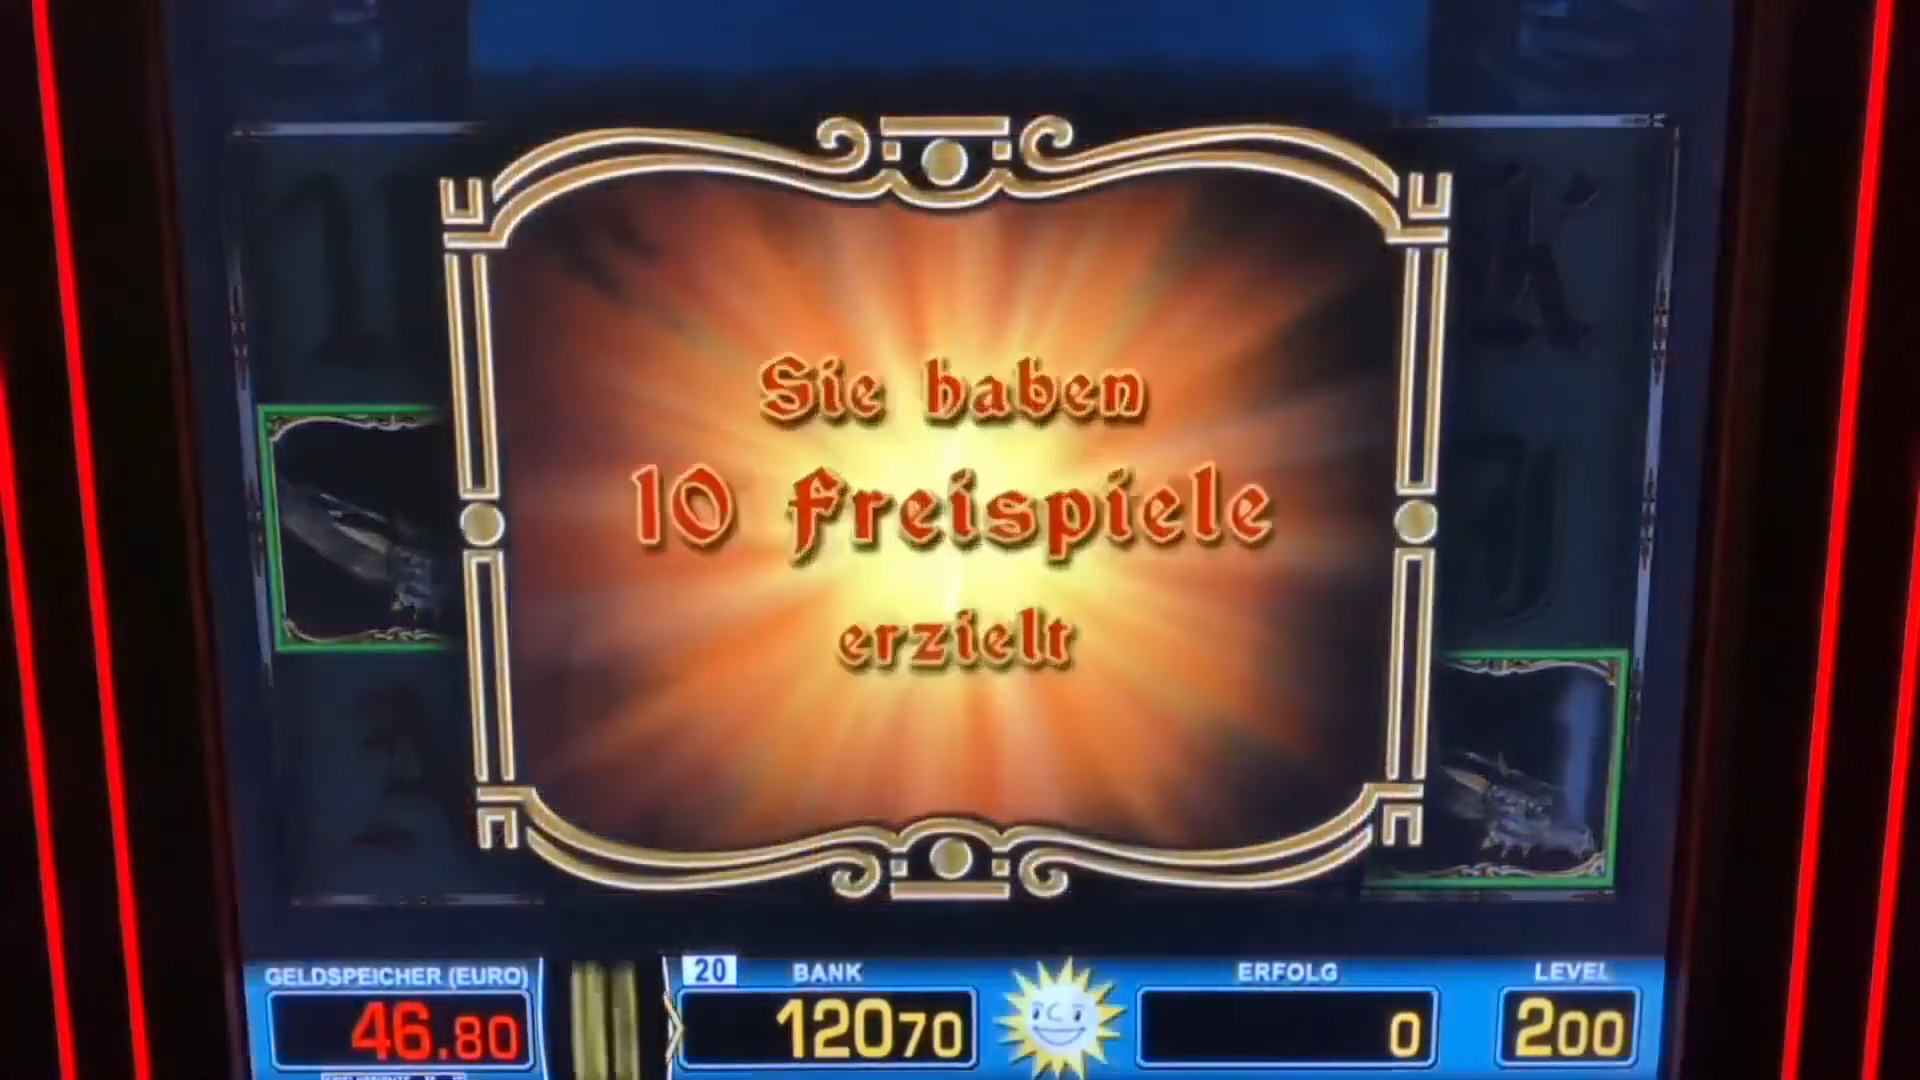 Sie haben
10 Freispiele
erzielt
GELDSPEICHER (EURO)
20
BANK
ERFOLG
LEVEL
46.80
12070
0
200
K